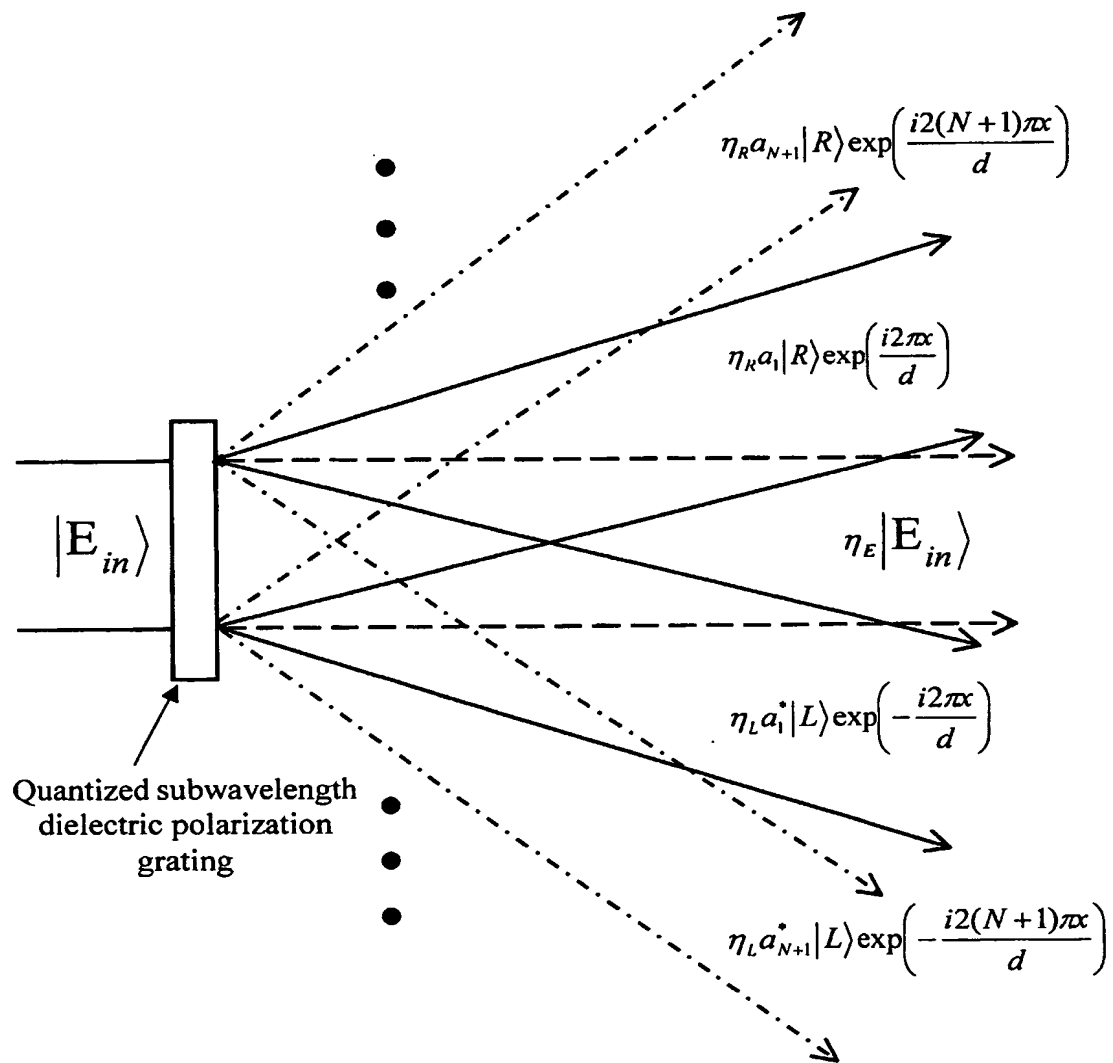 η_R a_{N+1}|R⟩exp(i2(N+1)πx/d)
η_R a_1|R⟩exp(i2πx/d)
|E_in⟩
η_E|E_in⟩
η_L a_1^*|L⟩exp(-i2πx/d)
Quantized subwavelength
dielectric polarization
grating
η_L a_{N+1}^*|L⟩exp(-i2(N+1)πx/d)